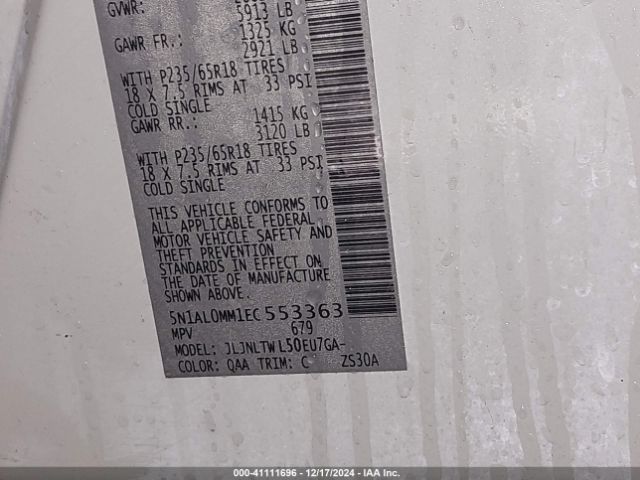 GVWR:
5913 LB
GAWR FR.: 1325 KG
2921 LB
WITH P235/65R18 TIRES
18 X 7.5 RIMS AT 33 PSI
COLD SINGLE
GAWR RR.: 1415 KG
3120 LB
WITH P235/65R18 TIRES
18 X 7.5 RIMS AT 33 PSI
COLD SINGLE
THIS VEHICLE CONFORMS TO
ALL APPLICABLE FEDERAL
MOTOR VEHICLE SAFETY AND
THEFT PREVENTION
STANDARDS IN EFFECT ON
THE DATE OF MANUFACTURE
SHOWN ABOVE.
5N1AL0MM1EC 553363
MPV 679
MODEL: JLJNLTW L50EU7GA-
COLOR: QAA TRIM: C ZS30A
000-41111696 - 12/17/2024 - IAA Inc.